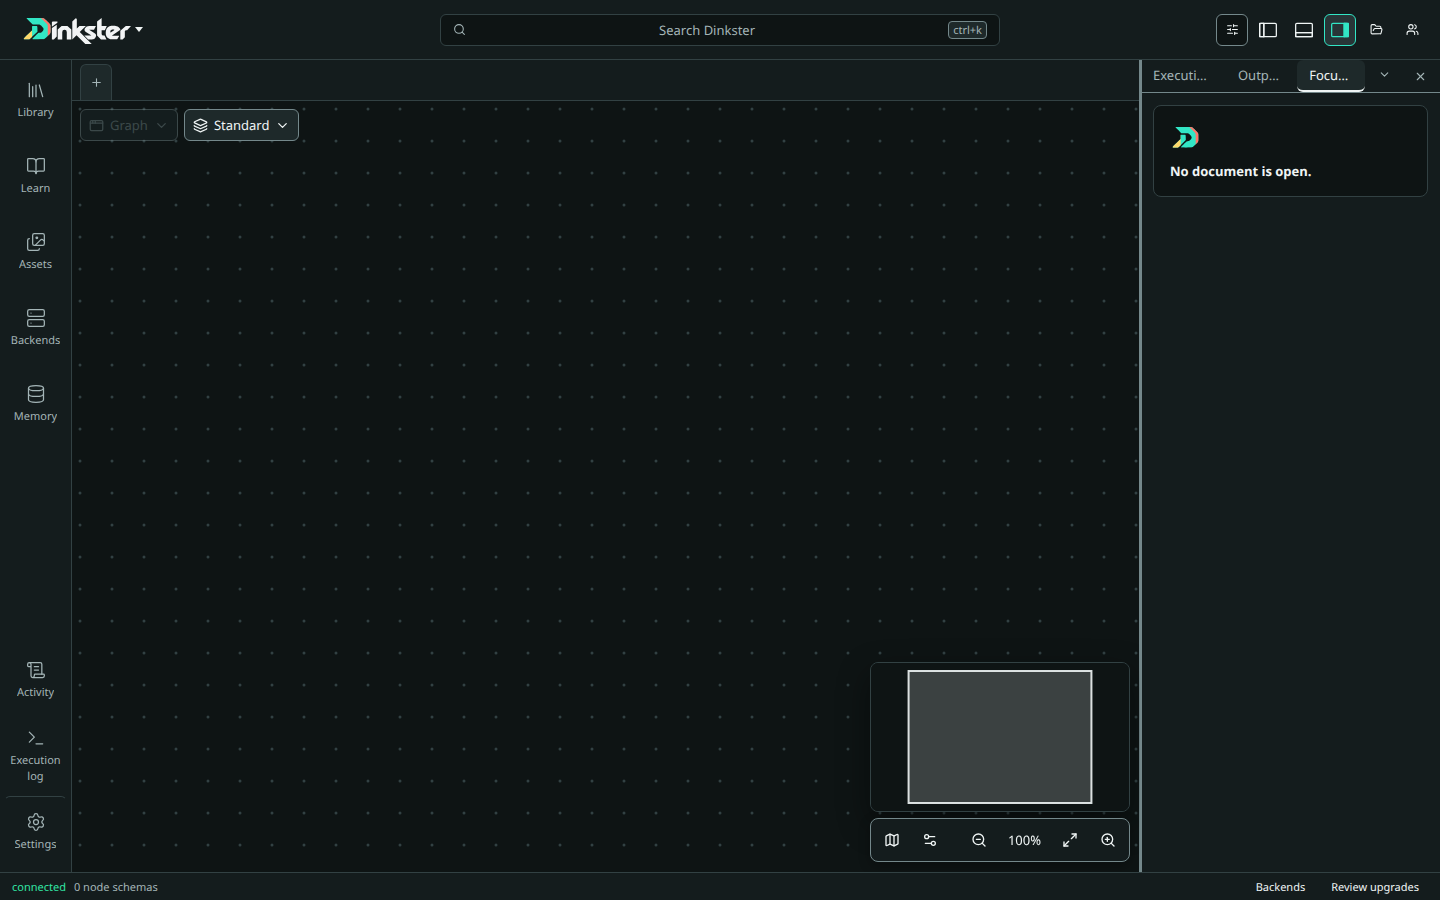 Dinkster
Search Dinkster
ctrl+k
Library
Learn
Assets
Backends
Memory
Activity
Execution
log
Settings
Graph
Standard
Executi...
Outp...
Focu...
No document is open.
100%
connected
0 node schemas
Backends
Review upgrades